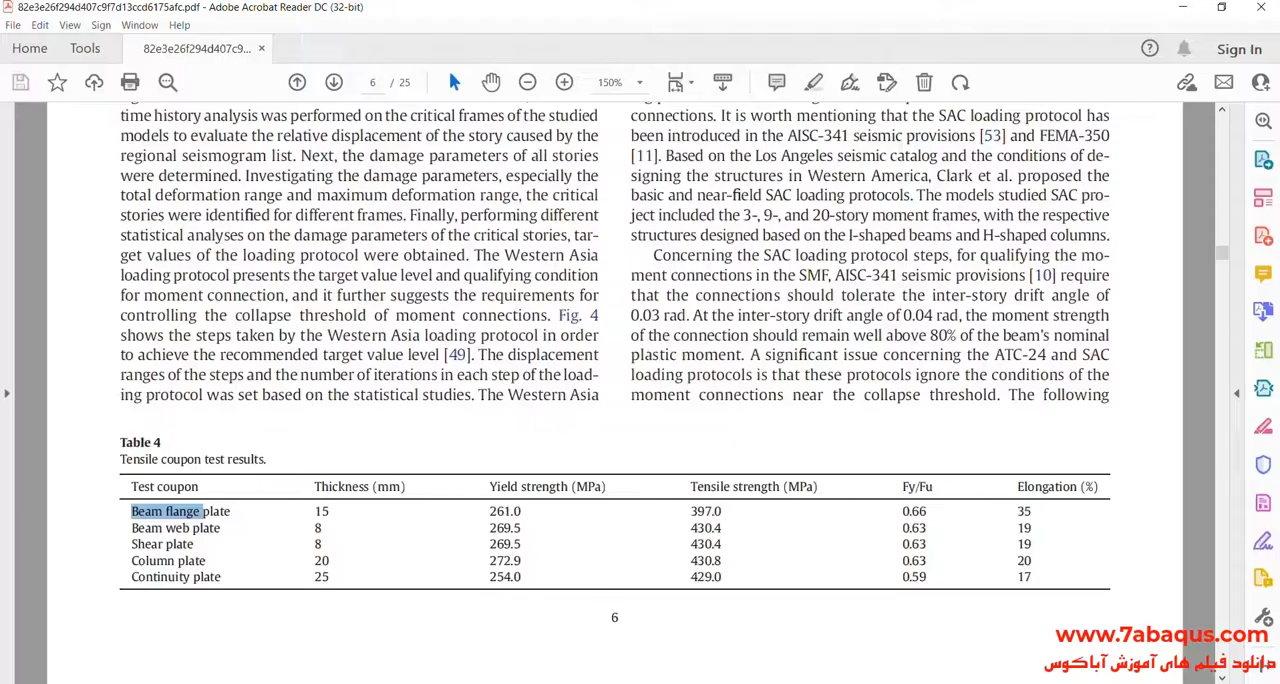 82e3e26f294d407c9f7d13ccd6175afc.pdf - Adobe Acrobat Reader DC (32-bit)
File Edit View Sign Window Help
Home Tools 82e3e26f294d407c9... × Sign In
6 / 25 150%
time history analysis was performed on the critical frames of the studied
models to evaluate the relative displacement of the story caused by the
regional seismogram list. Next, the damage parameters of all stories
were determined. Investigating the damage parameters, especially the
total deformation range and maximum deformation range, the critical
stories were identified for different frames. Finally, performing different
statistical analyses on the damage parameters of the critical stories, tar-
get values of the loading protocol were obtained. The Western Asia
loading protocol presents the target value level and qualifying condition
for moment connection, and it further suggests the requirements for
controlling the collapse threshold of moment connections. Fig. 4
shows the steps taken by the Western Asia loading protocol in order
to achieve the recommended target value level [49]. The displacement
ranges of the steps and the number of iterations in each step of the load-
ing protocol was set based on the statistical studies. The Western Asia
connections. It is worth mentioning that the SAC loading protocol has
been introduced in the AISC-341 seismic provisions [53] and FEMA-350
[11]. Based on the Los Angeles seismic catalog and the conditions of de-
signing the structures in Western America, Clark et al. proposed the
basic and near-field SAC loading protocols. The models studied SAC pro-
ject included the 3-, 9-, and 20-story moment frames, with the respective
structures designed based on the I-shaped beams and H-shaped columns.
Concerning the SAC loading protocol steps, for qualifying the mo-
ment connections in the SMF, AISC-341 seismic provisions [10] require
that the connections should tolerate the inter-story drift angle of
0.03 rad. At the inter-story drift angle of 0.04 rad, the moment strength
of the connection should remain well above 80% of the beam's nominal
plastic moment. A significant issue concerning the ATC-24 and SAC
loading protocols is that these protocols ignore the conditions of the
moment connections near the collapse threshold. The following
Table 4
Tensile coupon test results.
Test coupon Thickness (mm) Yield strength (MPa) Tensile strength (MPa) Fy/Fu Elongation (%)
Beam flange plate 15 261.0 397.0 0.66 35
Beam web plate 8 269.5 430.4 0.63 19
Shear plate 8 269.5 430.4 0.63 19
Column plate 20 272.9 430.8 0.63 20
Continuity plate 25 254.0 429.0 0.59 17
6
www.7abaqus.com
دانلود فیلم های آموزش آباکوس